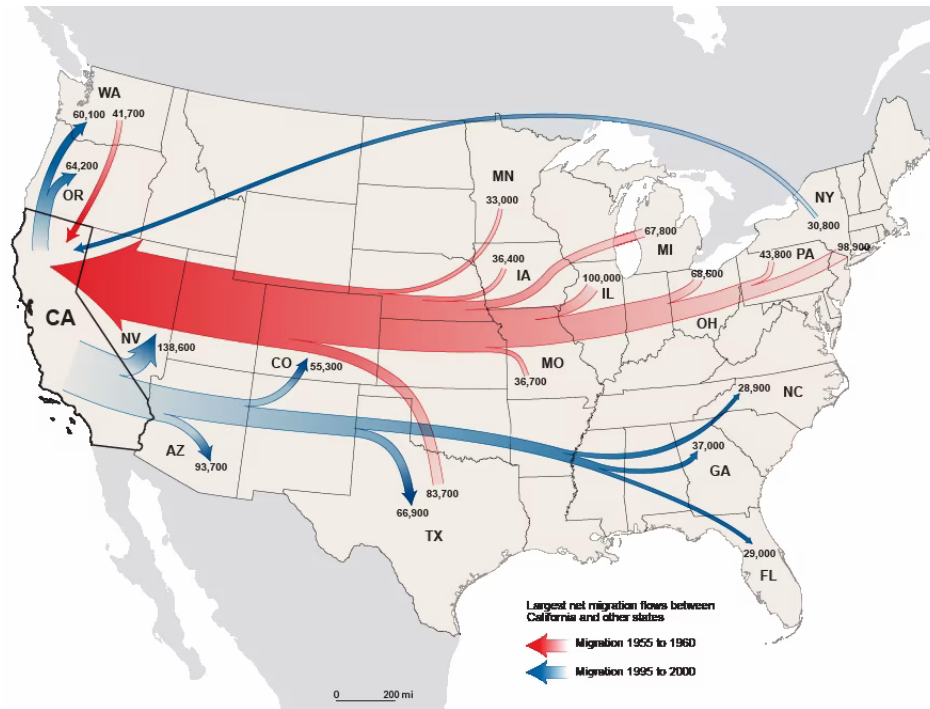 WA
60,100 41,700
64,200
OR
MN
33,000
NY
30,800
67,800
MI
43,800 PA 98,900
36,400
IA
100,000
IL
68,600
OH
CA
NV
138,600
CO 55,300
MO
36,700
28,900 NC
AZ
93,700
37,000
GA
83,700
66,900
TX
29,000
FL
Largest net migration flows between
California and other states
Migration 1955 to 1960
Migration 1995 to 2000
0 200 mi